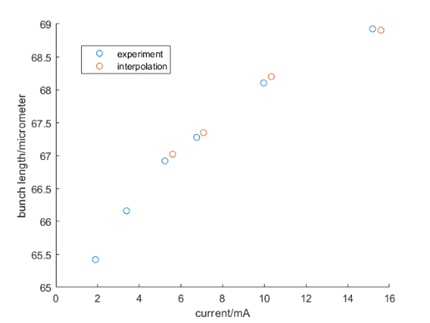 69
68.5
68
67.5
67
66.5
66
65.5
65
0 2 4 6 8 10 12 14 16
bunch length/micrometer
current/mA
experiment
interpolation